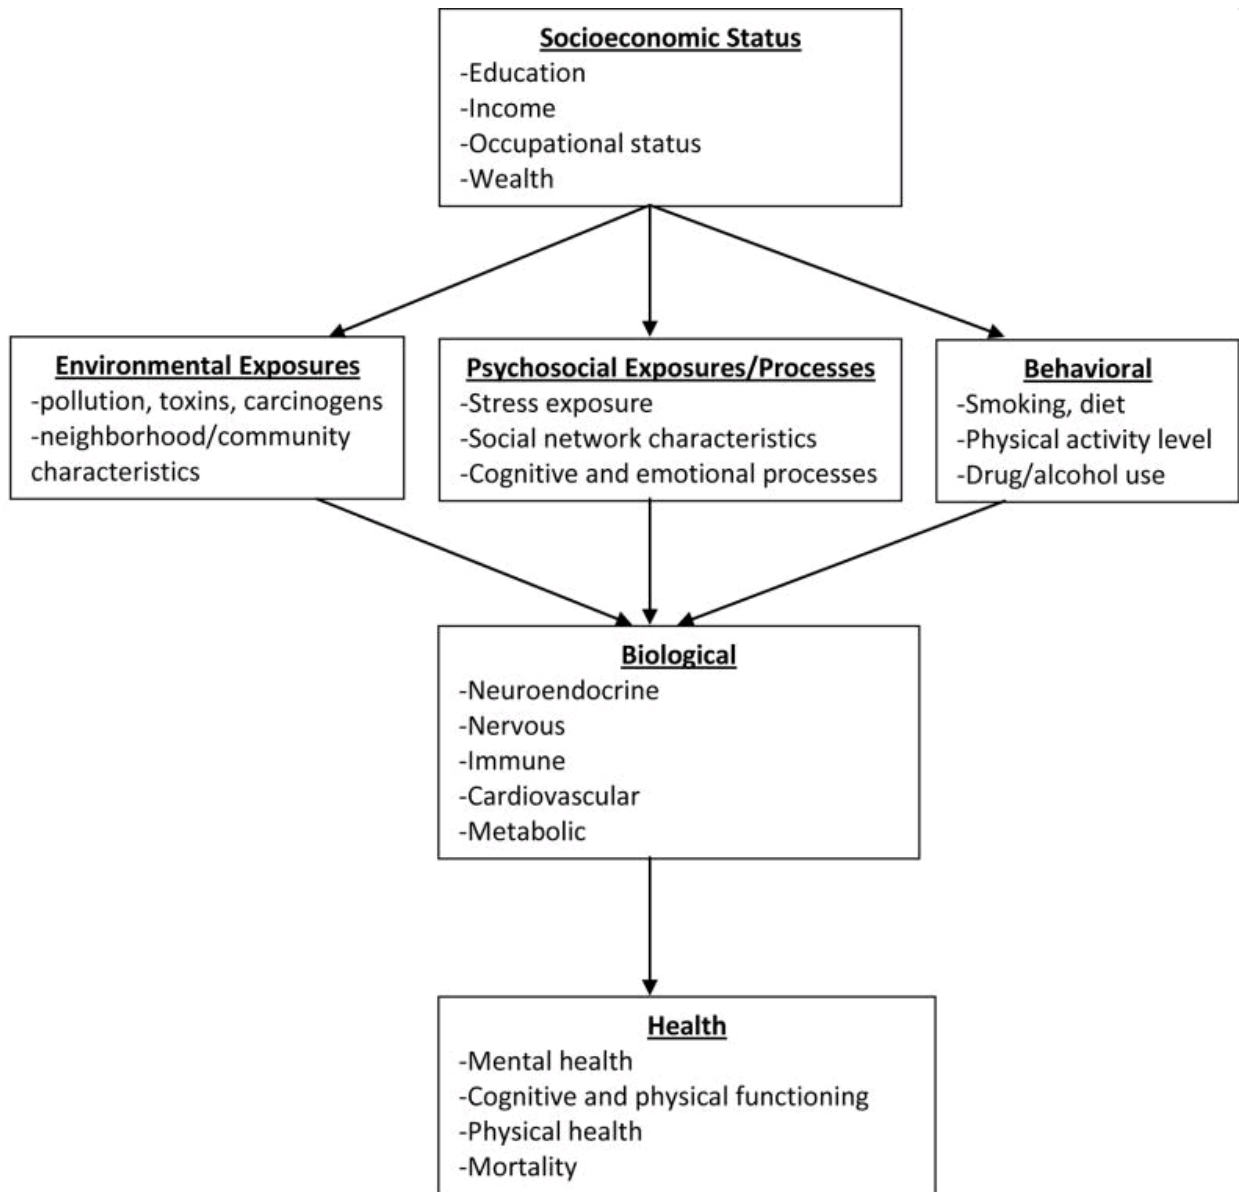 Socioeconomic Status
-Education
-Income
-Occupational status
-Wealth
Environmental Exposures
-pollution, toxins, carcinogens
-neighborhood/community
characteristics
Psychosocial Exposures/Processes
-Stress exposure
-Social network characteristics
-Cognitive and emotional processes
Behavioral
-Smoking, diet
-Physical activity level
-Drug/alcohol use
Biological
-Neuroendocrine
-Nervous
-Immune
-Cardiovascular
-Metabolic
Health
-Mental health
-Cognitive and physical functioning
-Physical health
-Mortality